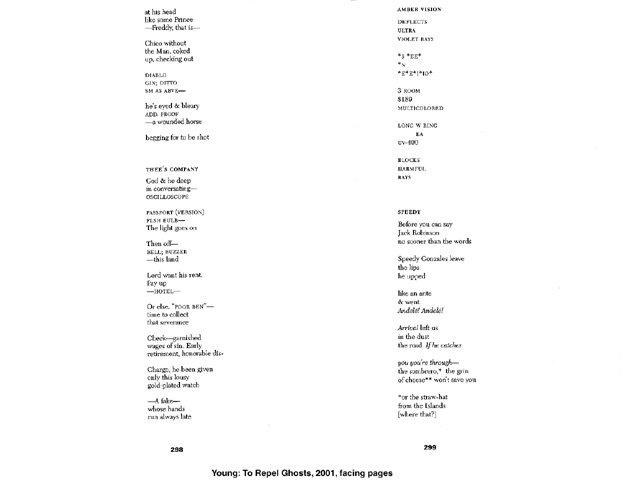 at his head
like some Prince
—Freddy, that is—
Chico without
the Man, coked
up, checking out
DIABLO
GIN; DITTO
SM AS ABVE—
he's eyed & bleary
ADD. PROOF
—a wounded horse
begging for to be shot
THEE'S COMPANY
God & he deep
in conversating—
OSCILLOSCOPE
PASSPORT (VERSION)
FLSH BULB—
The light goes on
Then off—
BELL; BUZZER
—this land
Lord want his rent.
Pay up
—HOTEL—
Or else. "POOR BEN"—
time to collect
that severance
Check—garnished
wages of sin. Early
retirement, honorable dis-
Charge, he been given
only this lousy
gold-plated watch
—A fake—
whose hands
run always late
298
AMBER VISION
DEFLECTS
ULTRA
VIOLET RAYS
*S *EE*
*N
*E*E*I*IO*
3 ROOM
$189
MULTICOLORED
LONG W RING
EA
UV-400
BLOCKS
HARMFUL
RAYS
SPEEDY
Before you can say
Jack Robinson
no sooner than the words
Speedy Gonzalez leave
the lips
he upped
like an ante
& went.
Andelé! Andelé!
Arriva! left us
in the dust
the road. If he catcher
you you're through—
the sombrero,* the grin
of cheese** won't save you
*or the straw-hat
from the Islands
[where that?]
299
Young: To Repel Ghosts, 2001, facing pages